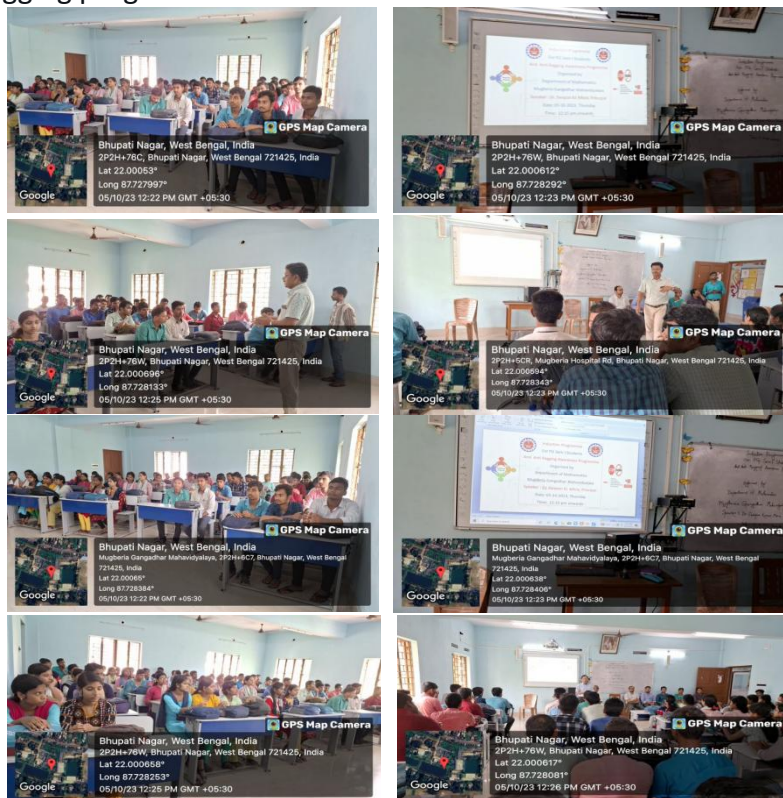 GPS Map Camera
Bhupati Nagar, West Bengal, India
2P2H+76C, Bhupati Nagar, West Bengal 721425, India
Lat 22.00053°
Long 87.727997°
05/10/23 12:22 PM GMT +05:30
Google
Department of Mathematics
GPS Map Camera
Bhupati Nagar, West Bengal, India
2P2H+76W, Bhupati Nagar, West Bengal 721425, India
Lat 22.000612°
Long 87.728292°
05/10/23 12:23 PM GMT +05:30
Google
GPS Map Camera
Bhupati Nagar, West Bengal, India
2P2H+76W, Bhupati Nagar, West Bengal 721425, India
Lat 22.000696°
Long 87.728133°
05/10/23 12:25 PM GMT +05:30
Google
GPS Map Camera
Bhupati Nagar, West Bengal, India
2P2H+5CR, Mugberia Hospital Rd, Bhupati Nagar, West Bengal 721425, India
Lat 22.000594°
Long 87.728343°
05/10/23 12:23 PM GMT +05:30
Google
GPS Map Camera
Bhupati Nagar, West Bengal, India
Mugberia Gangadhar Mahavidyalaya, 2P2H+6C7, Bhupati Nagar, West Bengal
721425, India
Lat 22.00065°
Long 87.728384°
05/10/23 12:22 PM GMT +05:30
Google
Induction Programme
Organized by
Department of Mathematics
Mugberia Gangadhar Mahavidyalaya
GPS Map Camera
Bhupati Nagar, West Bengal, India
Mugberia Gangadhar Mahavidyalaya, 2P2H+6C7, Bhupati Nagar, West Bengal
721425, India
Lat 22.000638°
Long 87.728406°
05/10/23 12:23 PM GMT +05:30
Google
GPS Map Camera
Bhupati Nagar, West Bengal, India
2P2H+76W, Bhupati Nagar, West Bengal 721425, India
Lat 22.000658°
Long 87.728253°
05/10/23 12:25 PM GMT +05:30
Google
GPS Map Camera
Bhupati Nagar, West Bengal, India
2P2H+76W, Bhupati Nagar, West Bengal 721425, India
Lat 22.000617°
Long 87.728081°
05/10/23 12:26 PM GMT +05:30
Google